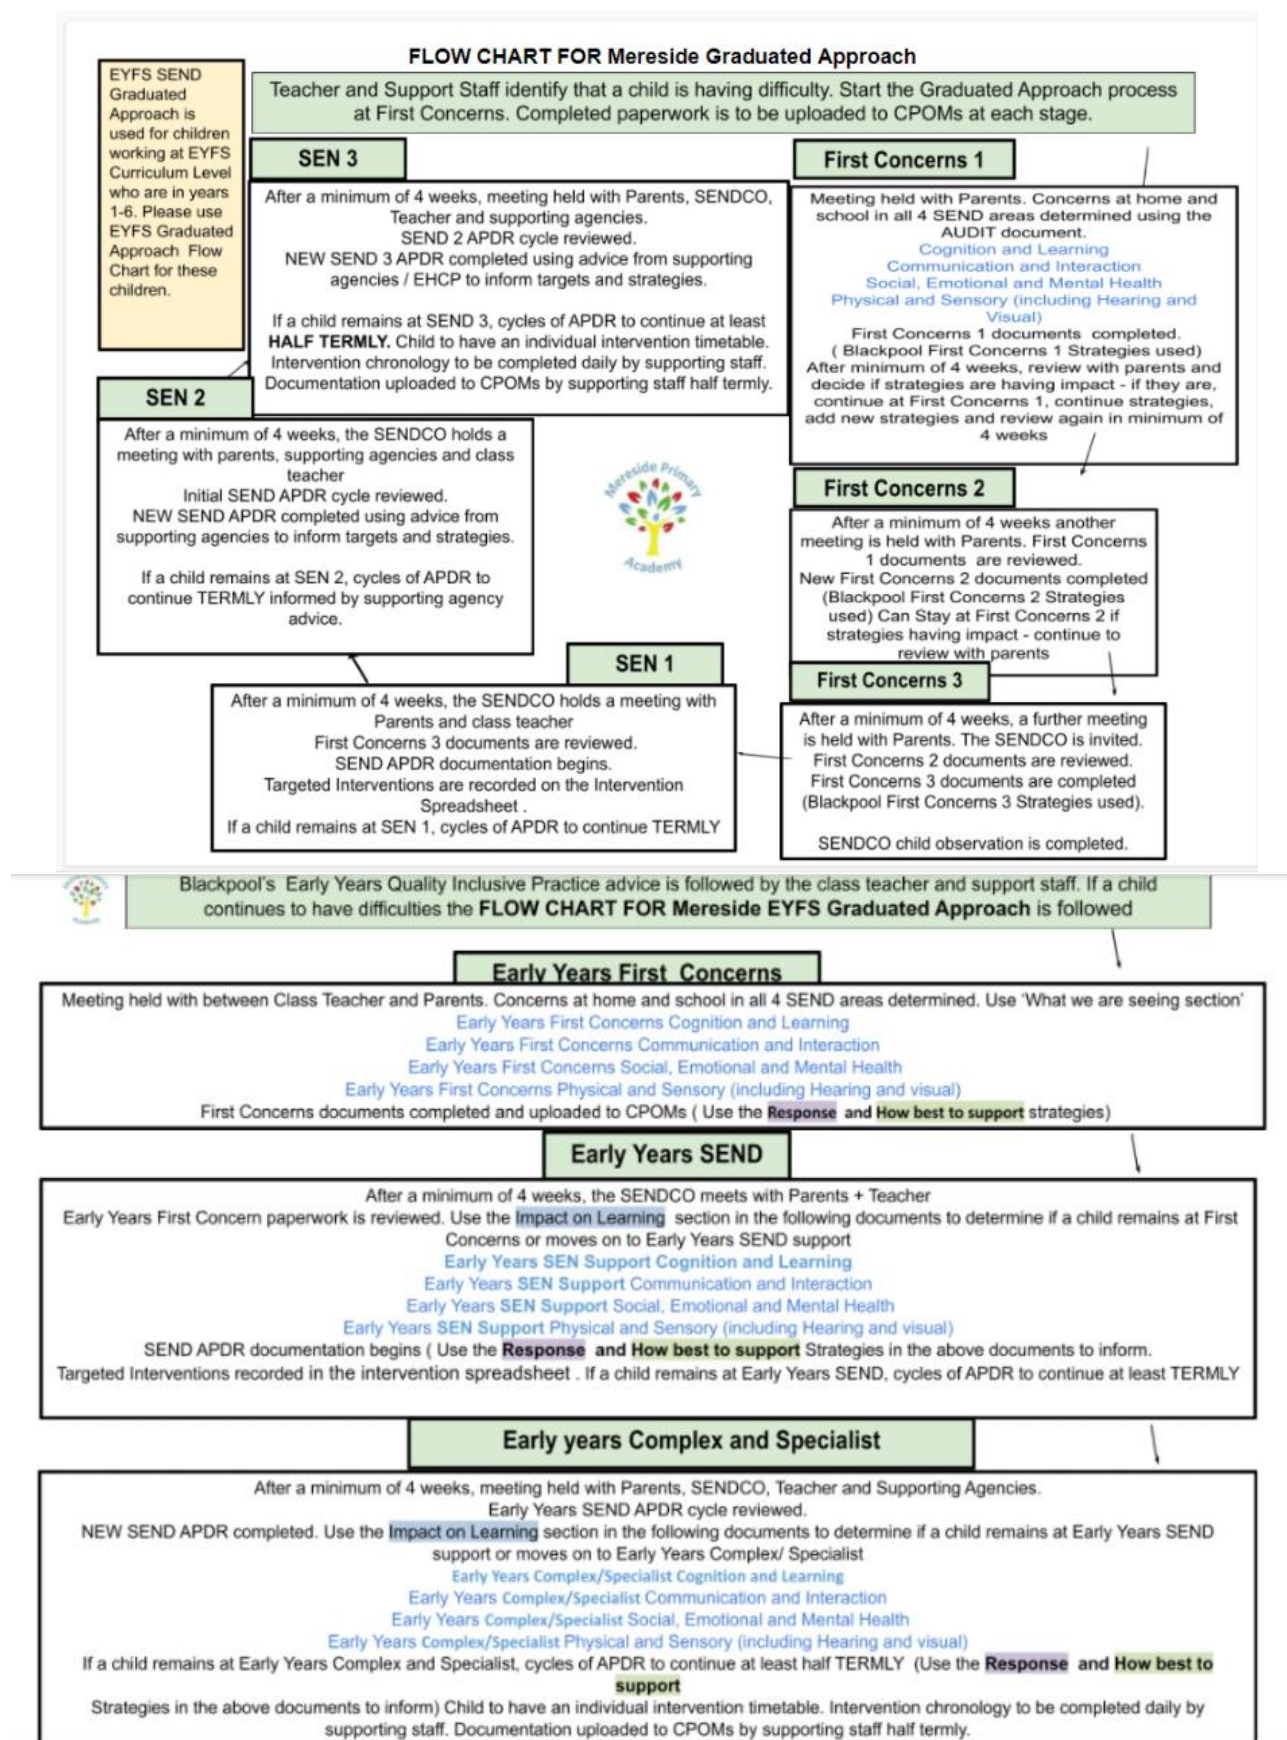 FLOW CHART FOR Mereside Graduated Approach
EYFS SEND
Graduated
Approach is
used for children
working at EYFS
Curriculum Level
who are in years
1-6. Please use
EYFS Graduated
Approach Flow
Chart for these
children.
Teacher and Support Staff identify that a child is having difficulty. Start the Graduated Approach process
at First Concerns. Completed paperwork is to be uploaded to CPOMs at each stage.
First Concerns 1
Meeting held with Parents. Concerns at home and
school in all 4 SEND areas determined using the
AUDIT document.
Cognition and Learning
Communication and Interaction
Social, Emotional and Mental Health
Physical and Sensory (including Hearing and
Visual)
First Concerns 1 documents completed.
( Blackpool First Concerns 1 Strategies used)
After minimum of 4 weeks, review with parents and
decide if strategies are having impact - if they are,
continue at First Concerns 1, continue strategies,
add new strategies and review again in minimum of
4 weeks
First Concerns 2
After a minimum of 4 weeks another
meeting is held with Parents. First Concerns
1 documents are reviewed.
New First Concerns 2 documents completed
(Blackpool First Concerns 2 Strategies
used) Can Stay at First Concerns 2 if
strategies having impact - continue to
review with parents
First Concerns 3
After a minimum of 4 weeks, a further meeting
is held with Parents. The SENDCO is invited.
First Concerns 2 documents are reviewed.
First Concerns 3 documents are completed
(Blackpool First Concerns 3 Strategies used).
SENDCO child observation is completed.
SEN 1
After a minimum of 4 weeks, the SENDCO holds a meeting with
Parents and class teacher
First Concerns 3 documents are reviewed.
SEND APDR documentation begins.
Targeted Interventions are recorded on the Intervention
Spreadsheet .
If a child remains at SEN 1, cycles of APDR to continue TERMLY
SEN 2
After a minimum of 4 weeks, the SENDCO holds a
meeting with parents, supporting agencies and class
teacher
Initial SEND APDR cycle reviewed.
NEW SEND APDR completed using advice from
supporting agencies to inform targets and strategies.
If a child remains at SEN 2, cycles of APDR to
continue TERMLY informed by supporting agency
advice.
SEN 3
After a minimum of 4 weeks, meeting held with Parents, SENDCO,
Teacher and supporting agencies.
SEND 2 APDR cycle reviewed.
NEW SEND 3 APDR completed using advice from supporting
agencies / EHCP to inform targets and strategies.
If a child remains at SEND 3, cycles of APDR to continue at least
HALF TERMLY. Child to have an individual intervention timetable.
Intervention chronology to be completed daily by supporting staff.
Documentation uploaded to CPOMs by supporting staff half termly.
Mereside Primary
Academy
Blackpool's Early Years Quality Inclusive Practice advice is followed by the class teacher and support staff. If a child
continues to have difficulties the FLOW CHART FOR Mereside EYFS Graduated Approach is followed
Early Years First Concerns
Meeting held with between Class Teacher and Parents. Concerns at home and school in all 4 SEND areas determined. Use 'What we are seeing section'
Early Years First Concerns Cognition and Learning
Early Years First Concerns Communication and Interaction
Early Years First Concerns Social, Emotional and Mental Health
Early Years First Concerns Physical and Sensory (including Hearing and visual)
First Concerns documents completed and uploaded to CPOMs ( Use the Response and How best to support strategies)
Early Years SEND
After a minimum of 4 weeks, the SENDCO meets with Parents + Teacher
Early Years First Concern paperwork is reviewed. Use the Impact on Learning section in the following documents to determine if a child remains at First
Concerns or moves on to Early Years SEND support
Early Years SEN Support Cognition and Learning
Early Years SEN Support Communication and Interaction
Early Years SEN Support Social, Emotional and Mental Health
Early Years SEN Support Physical and Sensory (including Hearing and visual)
SEND APDR documentation begins ( Use the Response and How best to support Strategies in the above documents to inform.
Targeted Interventions recorded in the intervention spreadsheet . If a child remains at Early Years SEND, cycles of APDR to continue at least TERMLY
Early years Complex and Specialist
After a minimum of 4 weeks, meeting held with Parents, SENDCO, Teacher and Supporting Agencies.
Early Years SEND APDR cycle reviewed.
NEW SEND APDR completed. Use the Impact on Learning section in the following documents to determine if a child remains at Early Years SEND
support or moves on to Early Years Complex/ Specialist
Early Years Complex/Specialist Cognition and Learning
Early Years Complex/Specialist Communication and Interaction
Early Years Complex/Specialist Social, Emotional and Mental Health
Early Years Complex/Specialist Physical and Sensory (including Hearing and visual)
If a child remains at Early Years Complex and Specialist, cycles of APDR to continue at least half TERMLY (Use the Response and How best to
support
Strategies in the above documents to inform) Child to have an individual intervention timetable. Intervention chronology to be completed daily by
supporting staff. Documentation uploaded to CPOMs by supporting staff half termly.